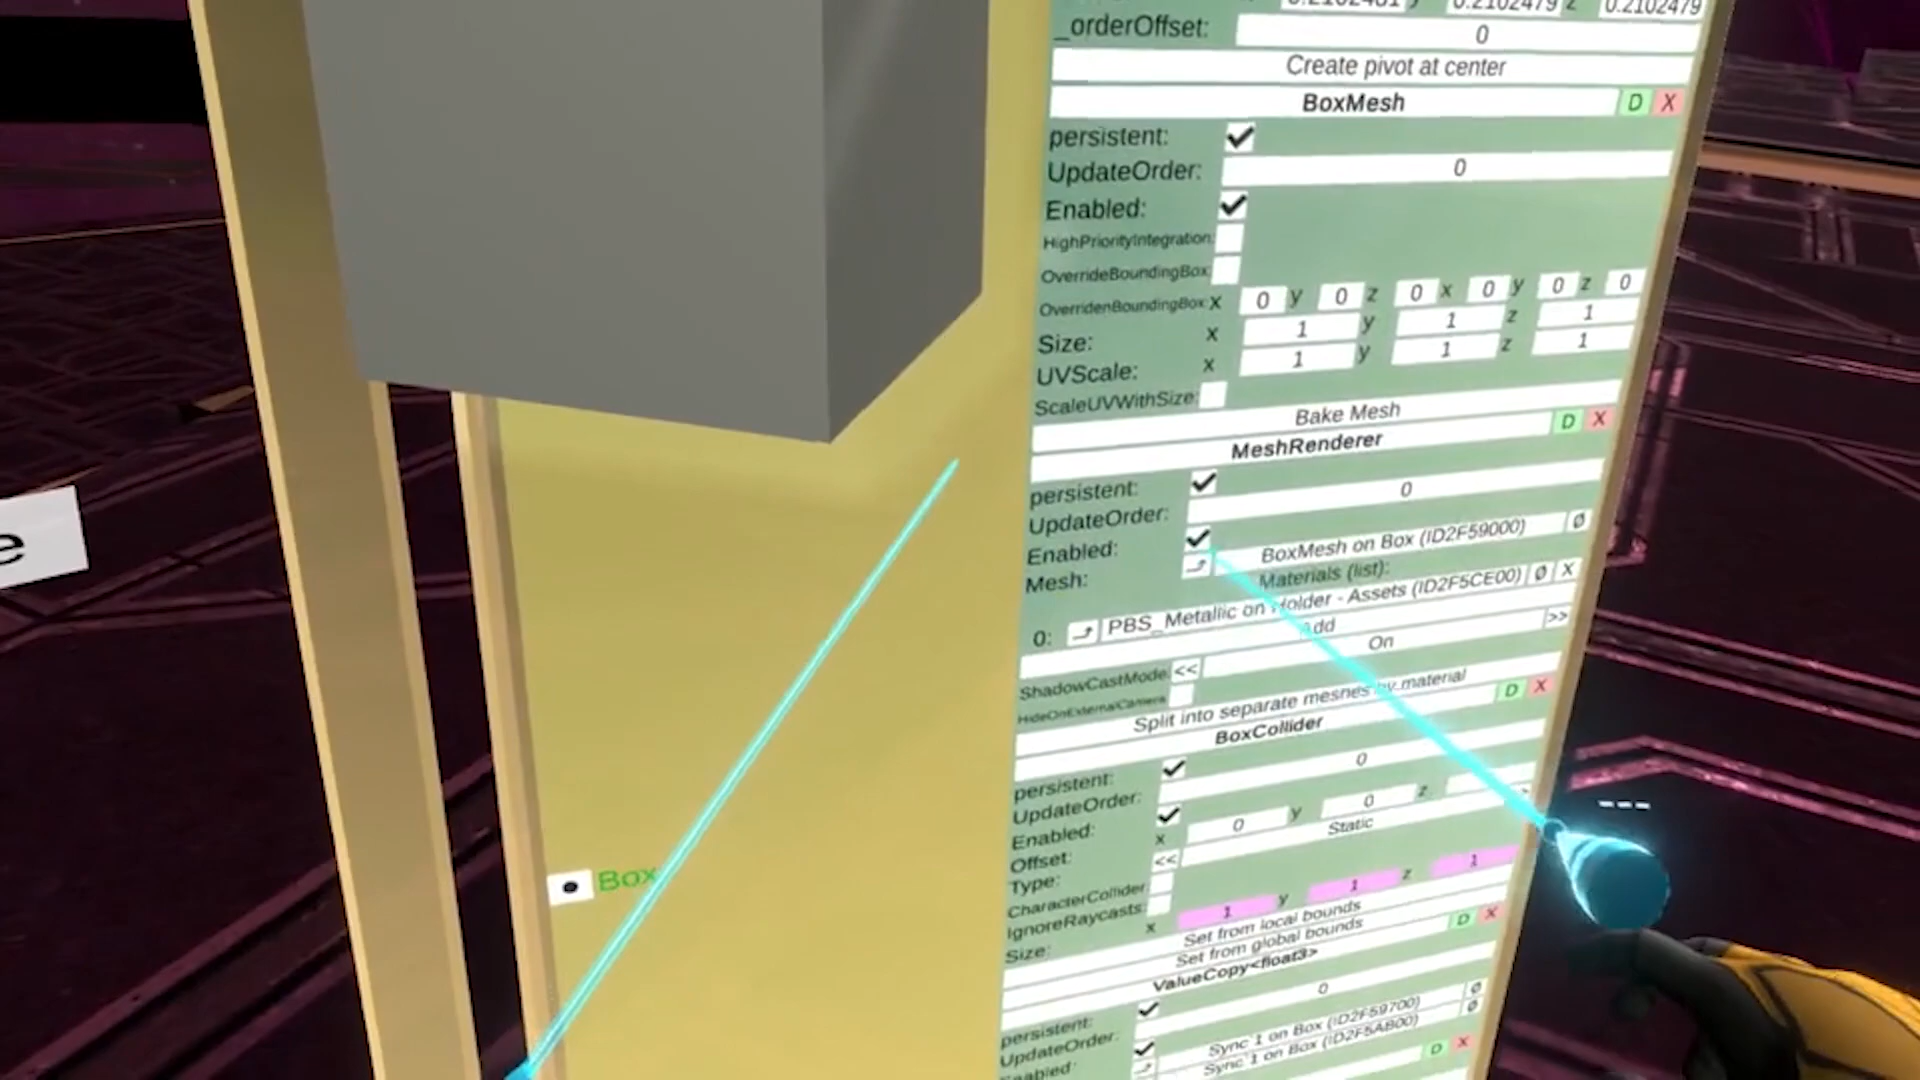 0.2102479 z 0.2102479
_orderOffset: 0
Create pivot at center
BoxMesh D X
persistent:
UpdateOrder: 0
Enabled:
HighPriorityIntegration:
OverrideBoundingBox:
OverridenBoundingBox: x 0 y 0 z 0 x 0 y 0 z 0
Size: x 1 y 1 z 1
UVScale: x 1 y 1 z 1
ScaleUVWithSize:
Bake Mesh
MeshRenderer D X
persistent:
UpdateOrder: 0
Enabled:
Mesh: BoxMesh on Box (ID2F59000) Ø
Materials (list):
0: PBS_Metallic on Holder - Assets (ID2F5CE00) Ø X
Add
ShadowCastMode: << On >>
HideOnExternalCamera:
Split into separate meshes by material
BoxCollider D X
persistent:
UpdateOrder: 0
Enabled:
Offset: x 0 y 0 z
Type: << Static
CharacterCollider:
IgnoreRaycasts:
Size: x 1 y 1 z 1
Set from local bounds
Set from global bounds
ValueCopy<float3> D X
persistent:
UpdateOrder: 0
Enabled:
Sync 1 on Box (ID2F59700) Ø
Sync 1 on Box (ID2F5AB00) Ø
D X
e
Box